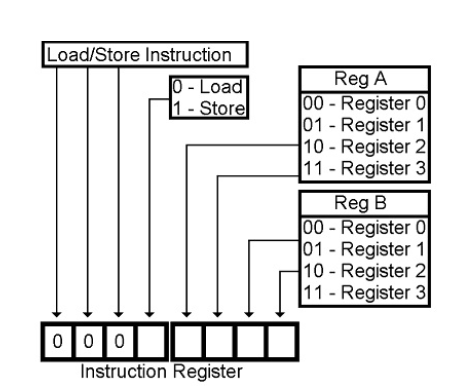 Load/Store Instruction
0 - Load
1 - Store
Reg A
00 - Register 0
01 - Register 1
10 - Register 2
11 - Register 3
Reg B
00 - Register 0
01 - Register 1
10 - Register 2
11 - Register 3
0 0 0
Instruction Register